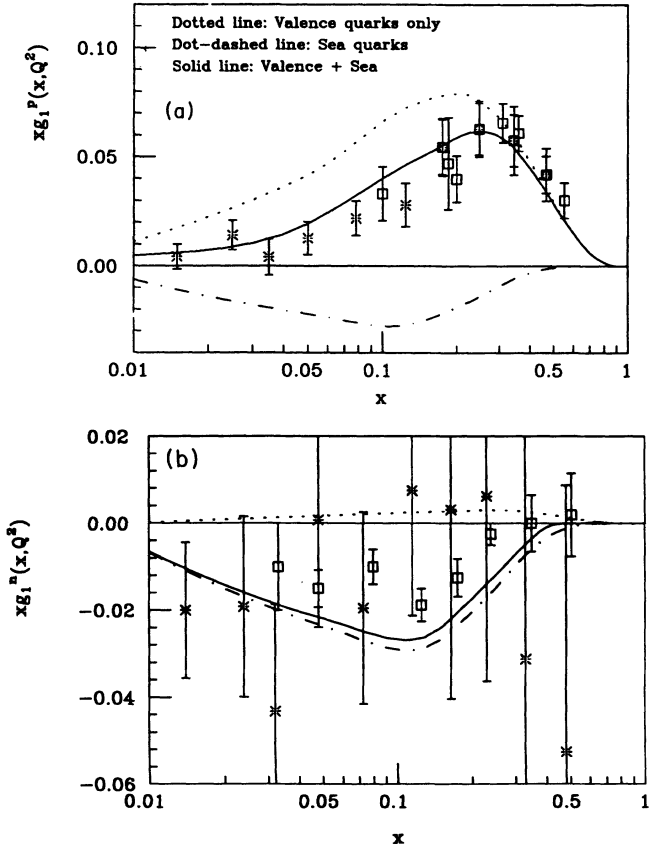 Dotted line: Valence quarks only
Dot-dashed line: Sea quarks
Solid line: Valence + Sea
(a)
xg₁ᵖ(x,Q²)
0.10
0.05
0.00
0.01
0.05
0.1
0.5
1
x
(b)
xg₁ⁿ(x,Q²)
0.02
0.00
−0.02
−0.04
−0.06
0.01
0.05
0.1
0.5
1.0
x